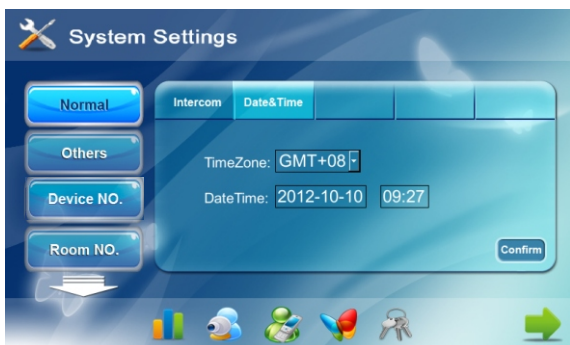 System Settings
Normal
Others
Device NO.
Room NO.
Intercom Date&Time
TimeZone: GMT+08
DateTime: 2012-10-10 09:27
Confirm